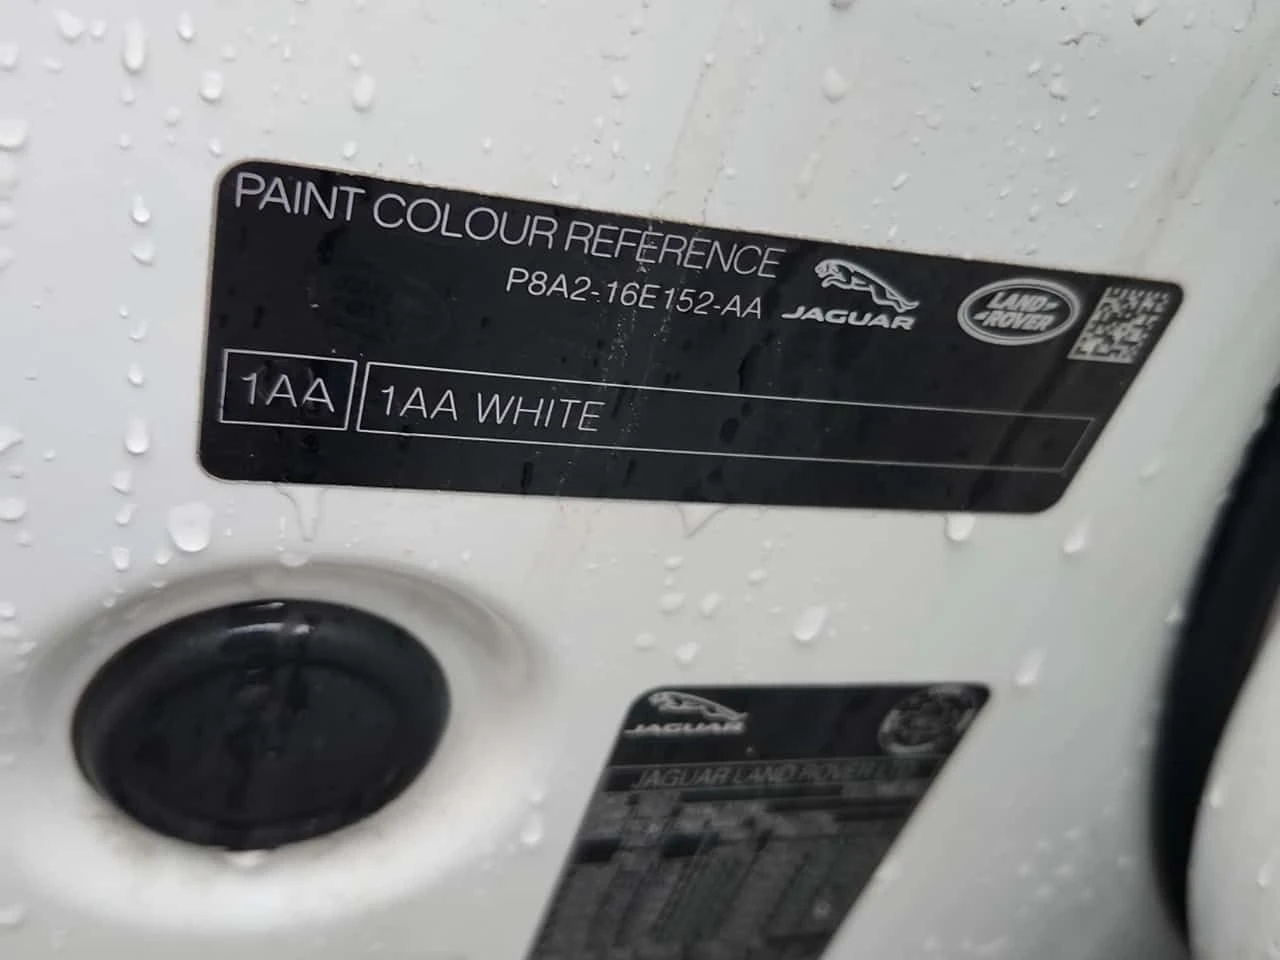 PAINT COLOUR REFERENCE
P8A2-16E152-AA
JAGUAR
LAND-
-ROVER
1AA
1AA WHITE
JAGUAR
JAGUAR LAND ROVER